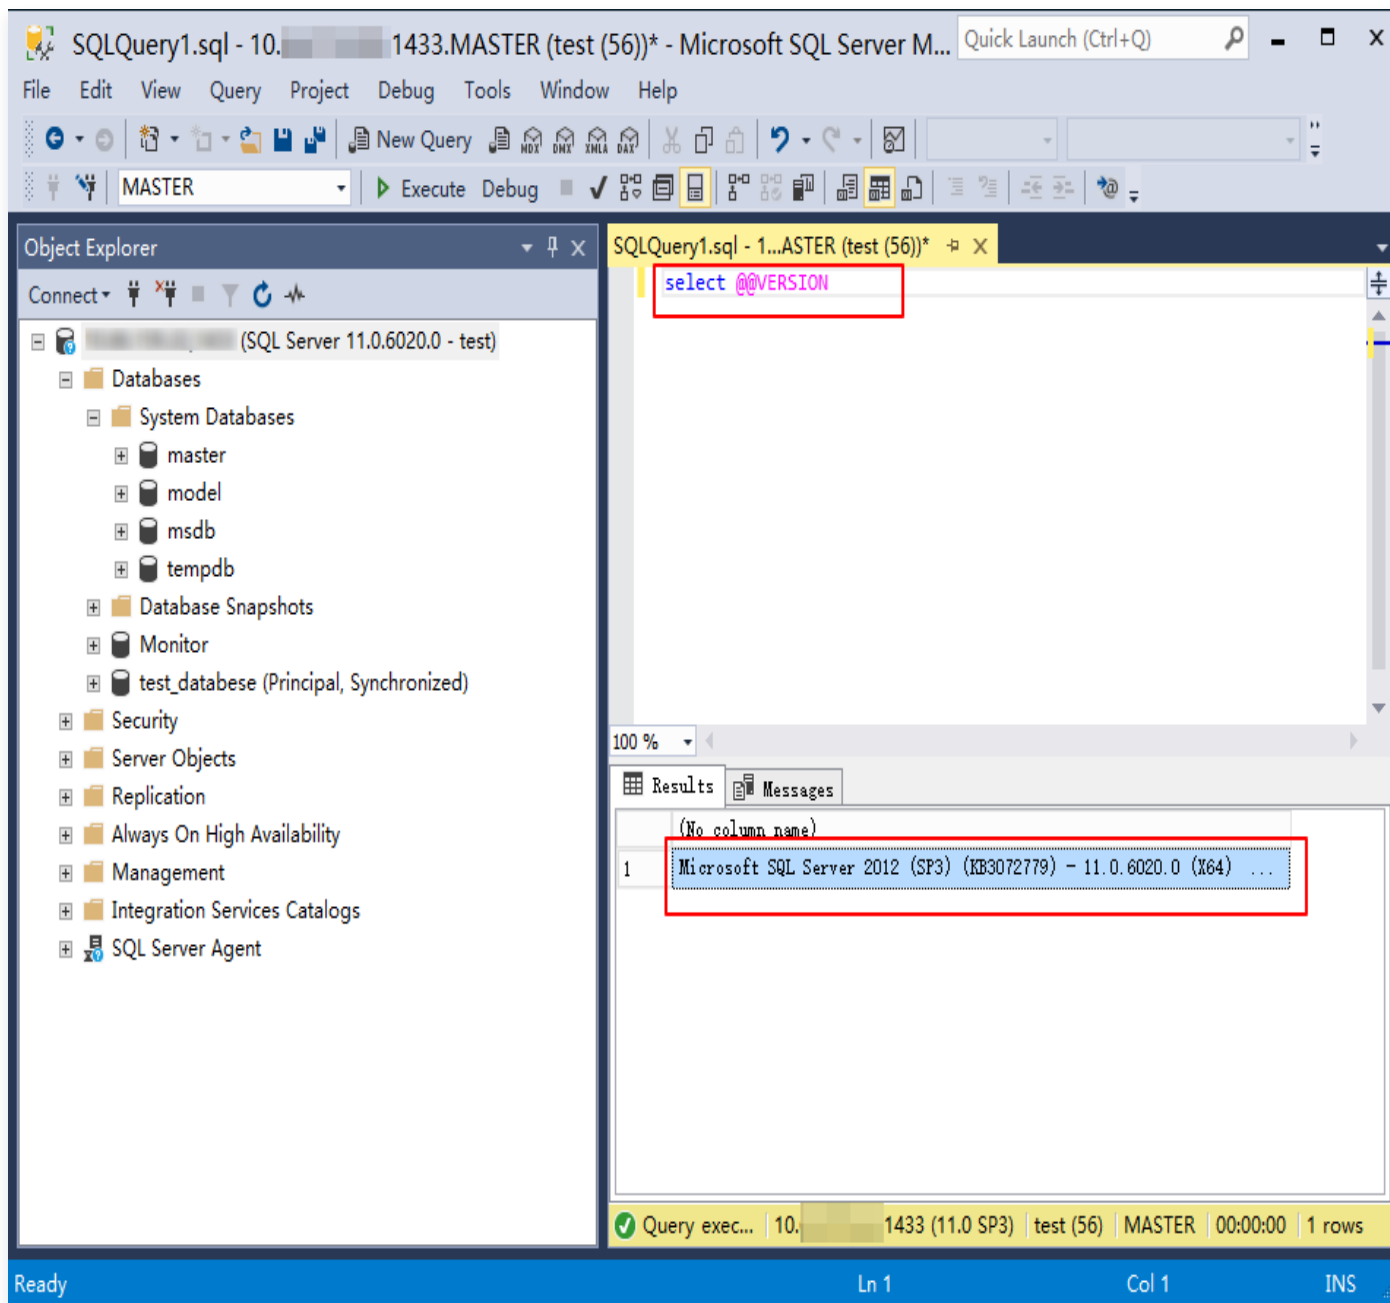 SQLQuery1.sql - 10. 1433.MASTER (test (56))* - Microsoft SQL Server M...
Quick Launch (Ctrl+Q)
File Edit View Query Project Debug Tools Window Help
New Query MDX DMX XMLA DAX
MASTER Execute Debug
Object Explorer
Connect
(SQL Server 11.0.6020.0 - test)
Databases
System Databases
master
model
msdb
tempdb
Database Snapshots
Monitor
test_databese (Principal, Synchronized)
Security
Server Objects
Replication
Always On High Availability
Management
Integration Services Catalogs
SQL Server Agent
SQLQuery1.sql - 1...ASTER (test (56))*
select @@VERSION
100 %
Results Messages
(No column name)
1 Microsoft SQL Server 2012 (SP3) (KB3072779) - 11.0.6020.0 (X64) ...
Query exec... 10. 1433 (11.0 SP3) test (56) MASTER 00:00:00 1 rows
Ready Ln 1 Col 1 INS